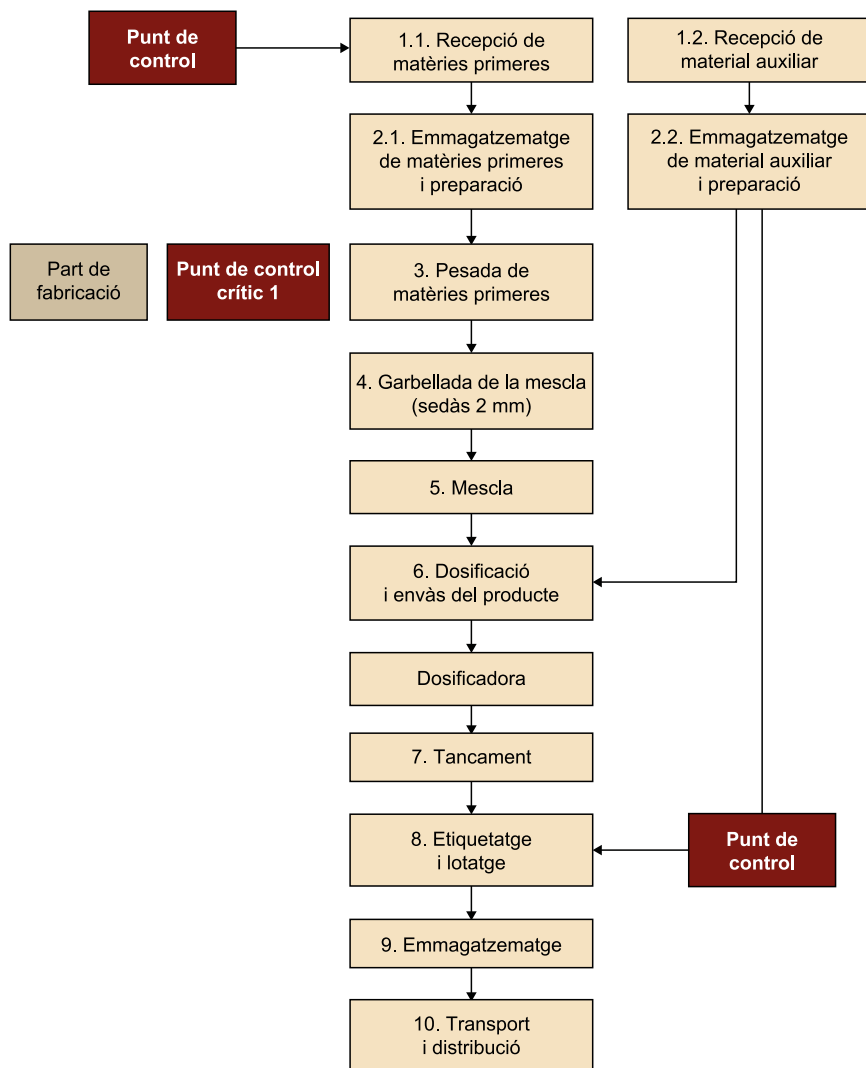 Punt de
control
1.1. Recepció de
matèries primeres
1.2. Recepció de
material auxiliar
2.1. Emmagatzematge
de matèries primeres
i preparació
2.2. Emmagatzematge
de material auxiliar
i preparació
Part de
fabricació
Punt de control
crític 1
3. Pesada de
matèries primeres
4. Garbellada de la mescla
(sedàs 2 mm)
5. Mescla
6. Dosificació
i envàs del producte
Dosificadora
7. Tancament
8. Etiquetatge
i lotatge
Punt de
control
9. Emmagatzematge
10. Transport
i distribució